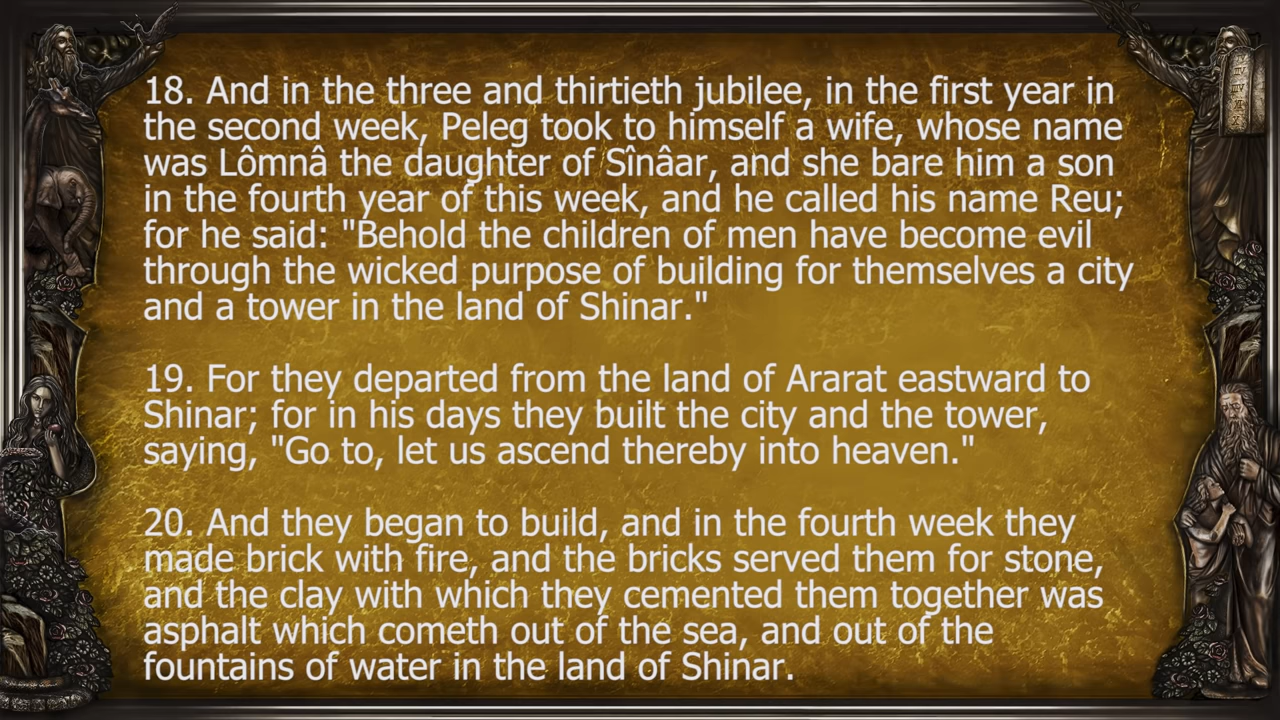 18. And in the three and thirtieth jubilee, in the first year in
the second week, Peleg took to himself a wife, whose name
was Lômnâ the daughter of Sînâar, and she bare him a son
in the fourth year of this week, and he called his name Reu;
for he said: "Behold the children of men have become evil
through the wicked purpose of building for themselves a city
and a tower in the land of Shinar."
19. For they departed from the land of Ararat eastward to
Shinar; for in his days they built the city and the tower,
saying, "Go to, let us ascend thereby into heaven."
20. And they began to build, and in the fourth week they
made brick with fire, and the bricks served them for stone,
and the clay with which they cemented them together was
asphalt which cometh out of the sea, and out of the
fountains of water in the land of Shinar.